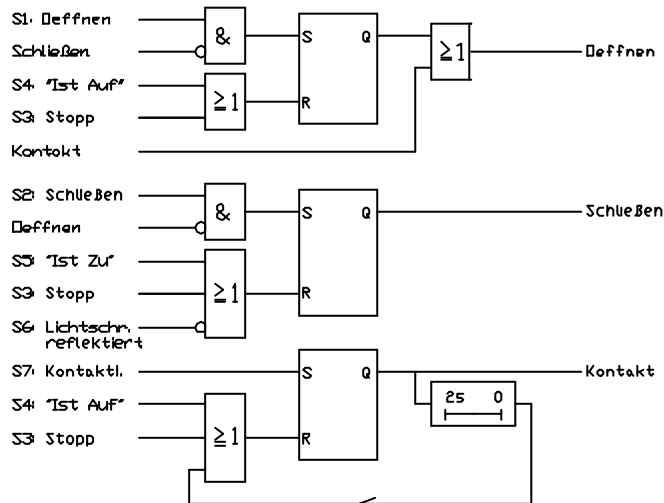 S1: Oeffnen
Schließen
&
S Q
≥1
Oeffnen
S4: "Ist Auf"
≥1
R
S3: Stopp
Kontakt
S2: Schließen
Oeffnen
&
S Q
Schließen
S5: "Ist Zu"
S3: Stopp
≥1
R
S6: Lichtschr.
reflektiert
S7: Kontaktl.
S Q
Kontakt
S4: "Ist Auf"
25 0
S3: Stopp
≥1
R